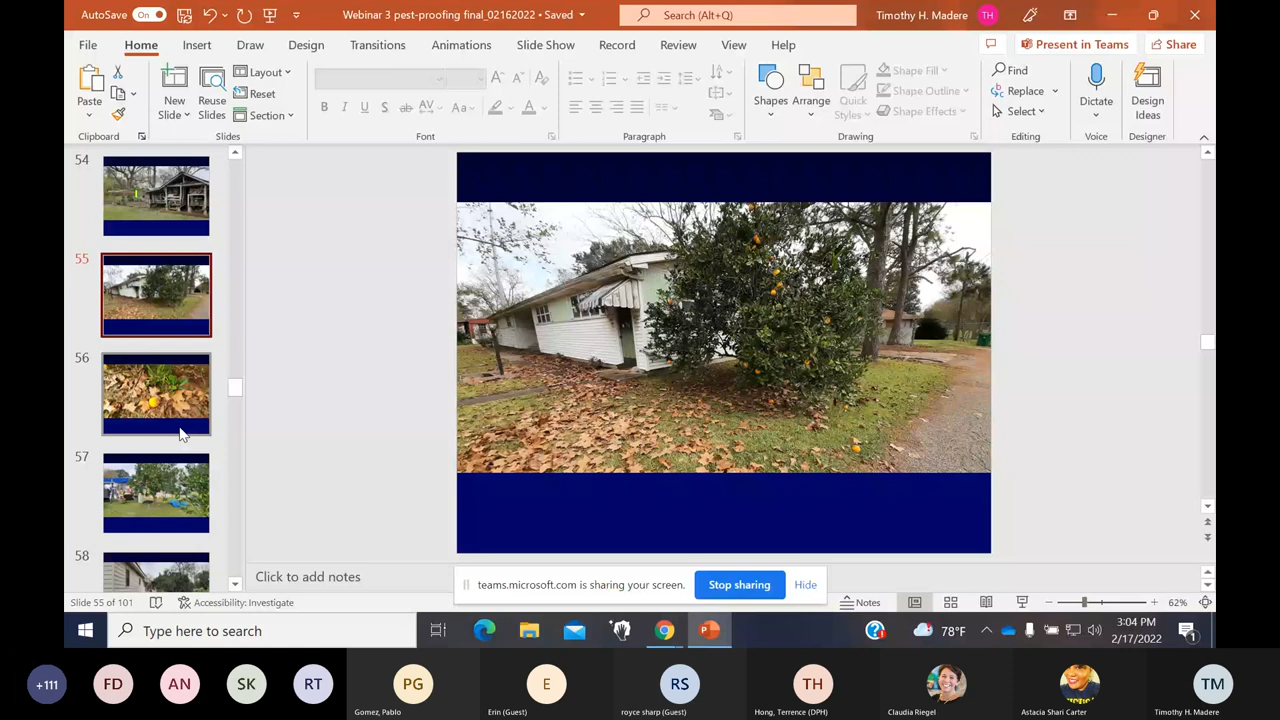 AutoSave On
Webinar 3 pest-proofing final_02162022 • Saved
Search (Alt+Q)
Timothy H. Madere TH
File Home Insert Draw Design Transitions Animations Slide Show Record Review View Help
Present in Teams Share
Paste
New Slide
Reuse Slides
Layout
Reset
Section
B I U S ab AV Aa A
Shapes Arrange Quick Styles
Shape Fill
Shape Outline
Shape Effects
Find
Replace
Select
Dictate
Design Ideas
Clipboard Slides Font Paragraph Drawing Editing Voice Designer
54
55
56
57
58
Click to add notes
teams.microsoft.com is sharing your screen. Stop sharing Hide
Slide 55 of 101 Accessibility: Investigate Notes 62%
Type here to search
78°F
3:04 PM
2/17/2022
1
+111 FD AN SK RT PG E RS TH TM
Gomez, Pablo Erin (Guest) royce sharp (Guest) Hong, Terrence (DPH) Claudia Riegel Astacia Shari Carter Timothy H. Madere